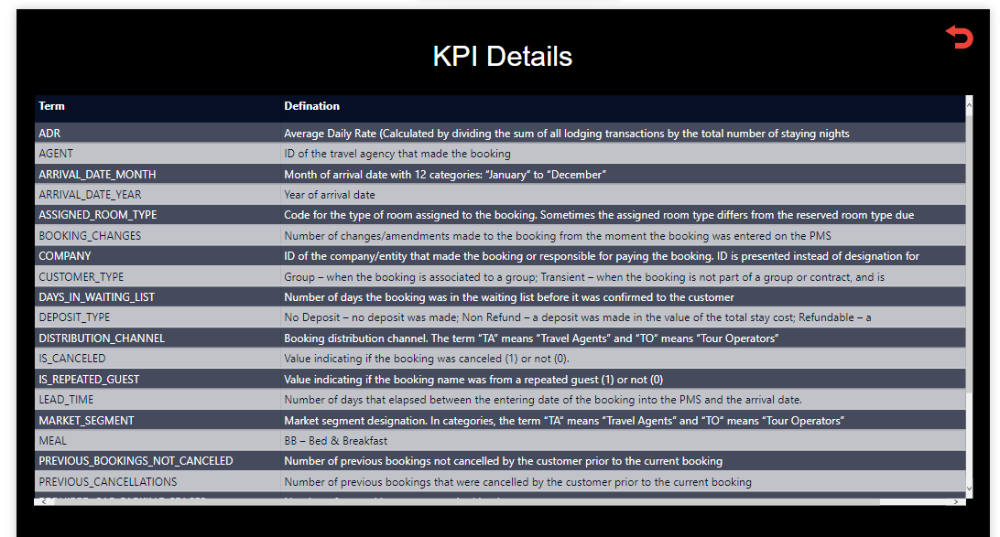 KPI Details
Term Defination
ADR Average Daily Rate (Calculated by dividing the sum of all lodging transactions by the total number of staying nights
AGENT ID of the travel agency that made the booking
ARRIVAL_DATE_MONTH Month of arrival date with 12 categories: “January” to “December”
ARRIVAL_DATE_YEAR Year of arrival date
ASSIGNED_ROOM_TYPE Code for the type of room assigned to the booking. Sometimes the assigned room type differs from the reserved room type due
BOOKING_CHANGES Number of changes/amendments made to the booking from the moment the booking was entered on the PMS
COMPANY ID of the company/entity that made the booking or responsible for paying the booking. ID is presented instead of designation for
CUSTOMER_TYPE Group – when the booking is associated to a group; Transient – when the booking is not part of a group or contract, and is
DAYS_IN_WAITING_LIST Number of days the booking was in the waiting list before it was confirmed to the customer
DEPOSIT_TYPE No Deposit – no deposit was made; Non Refund – a deposit was made in the value of the total stay cost; Refundable – a
DISTRIBUTION_CHANNEL Booking distribution channel. The term “TA” means “Travel Agents” and “TO” means “Tour Operators”
IS_CANCELED Value indicating if the booking was canceled (1) or not (0).
IS_REPEATED_GUEST Value indicating if the booking name was from a repeated guest (1) or not (0)
LEAD_TIME Number of days that elapsed between the entering date of the booking into the PMS and the arrival date.
MARKET_SEGMENT Market segment designation. In categories, the term “TA” means “Travel Agents” and “TO” means “Tour Operators”
MEAL BB – Bed & Breakfast
PREVIOUS_BOOKINGS_NOT_CANCELED Number of previous bookings not cancelled by the customer prior to the current booking
PREVIOUS_CANCELLATIONS Number of previous bookings that were cancelled by the customer prior to the current booking